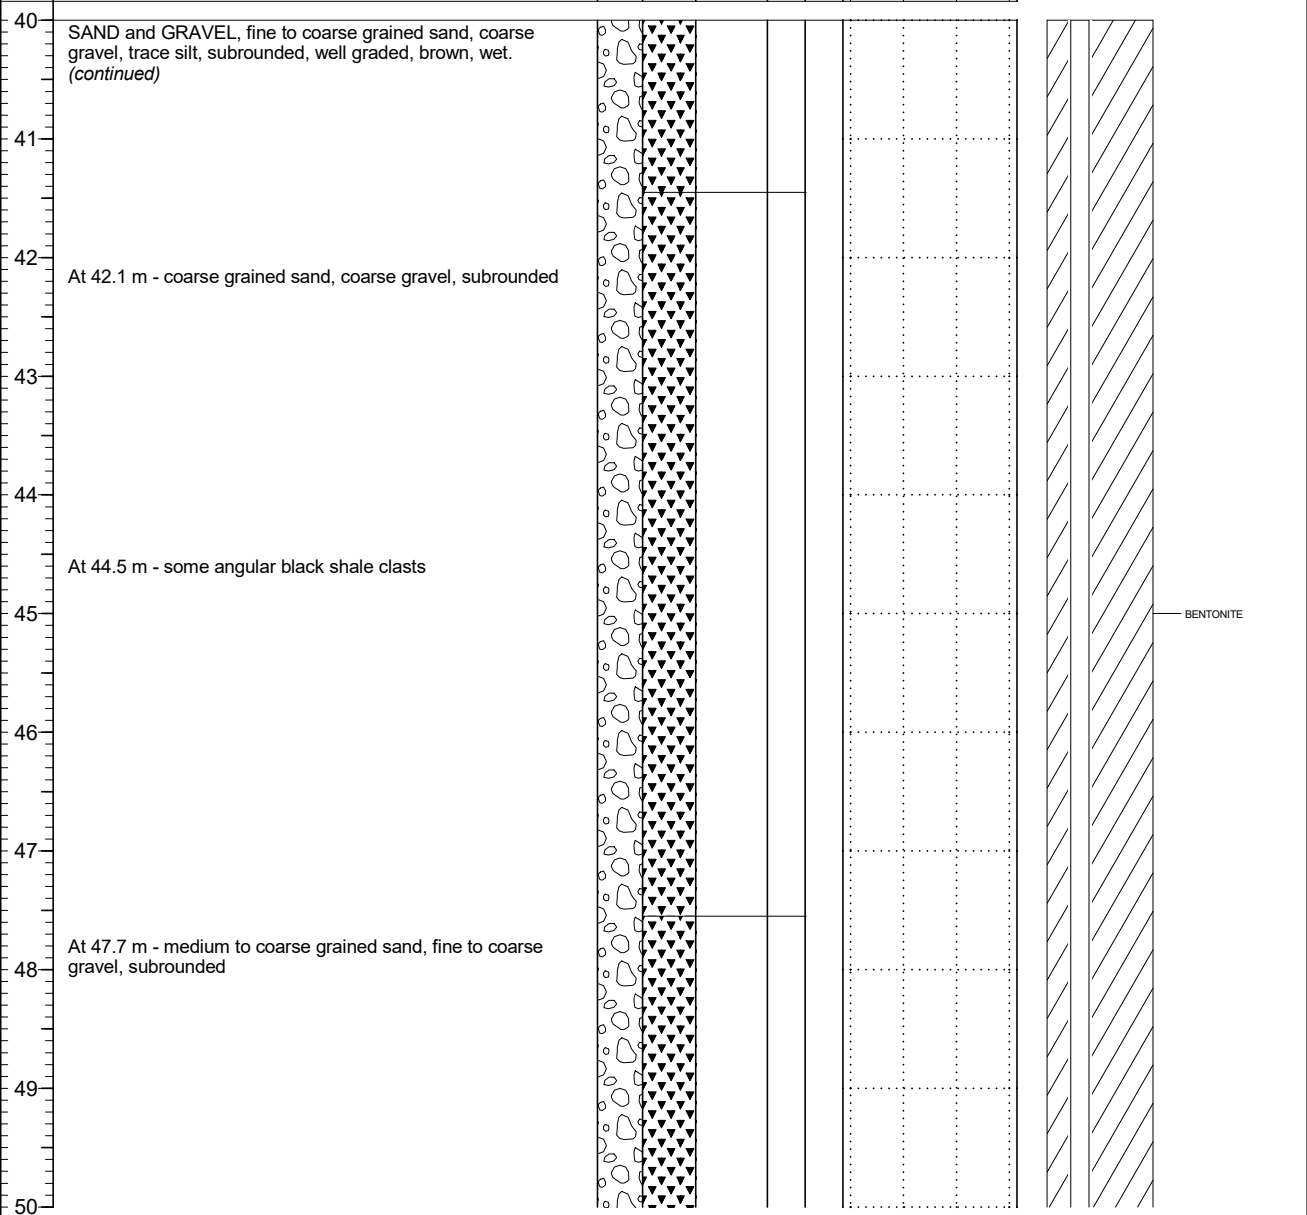 40
SAND and GRAVEL, fine to coarse grained sand, coarse
gravel, trace silt, subrounded, well graded, brown, wet.
(continued)
41
42
At 42.1 m - coarse grained sand, coarse gravel, subrounded
43
44
At 44.5 m - some angular black shale clasts
45
BENTONITE
46
47
At 47.7 m - medium to coarse grained sand, fine to coarse
gravel, subrounded
48
49
50